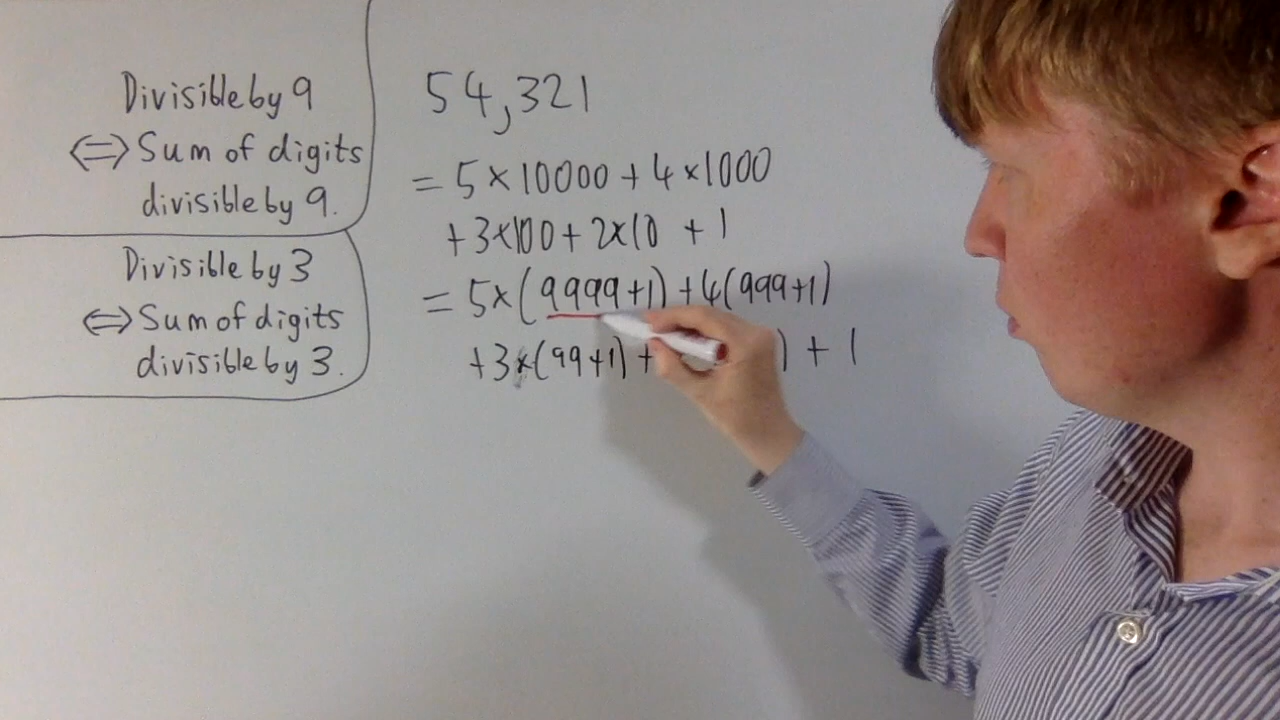 Divisible by 9
⇔ Sum of digits
divisible by 9.
Divisible by 3
⇔ Sum of digits
divisible by 3.
54,321
= 5×10000 + 4×1000
+3×100 + 2×10 + 1
= 5×(9999+1) + 4(999+1)
+3×(99+1) + ) + 1